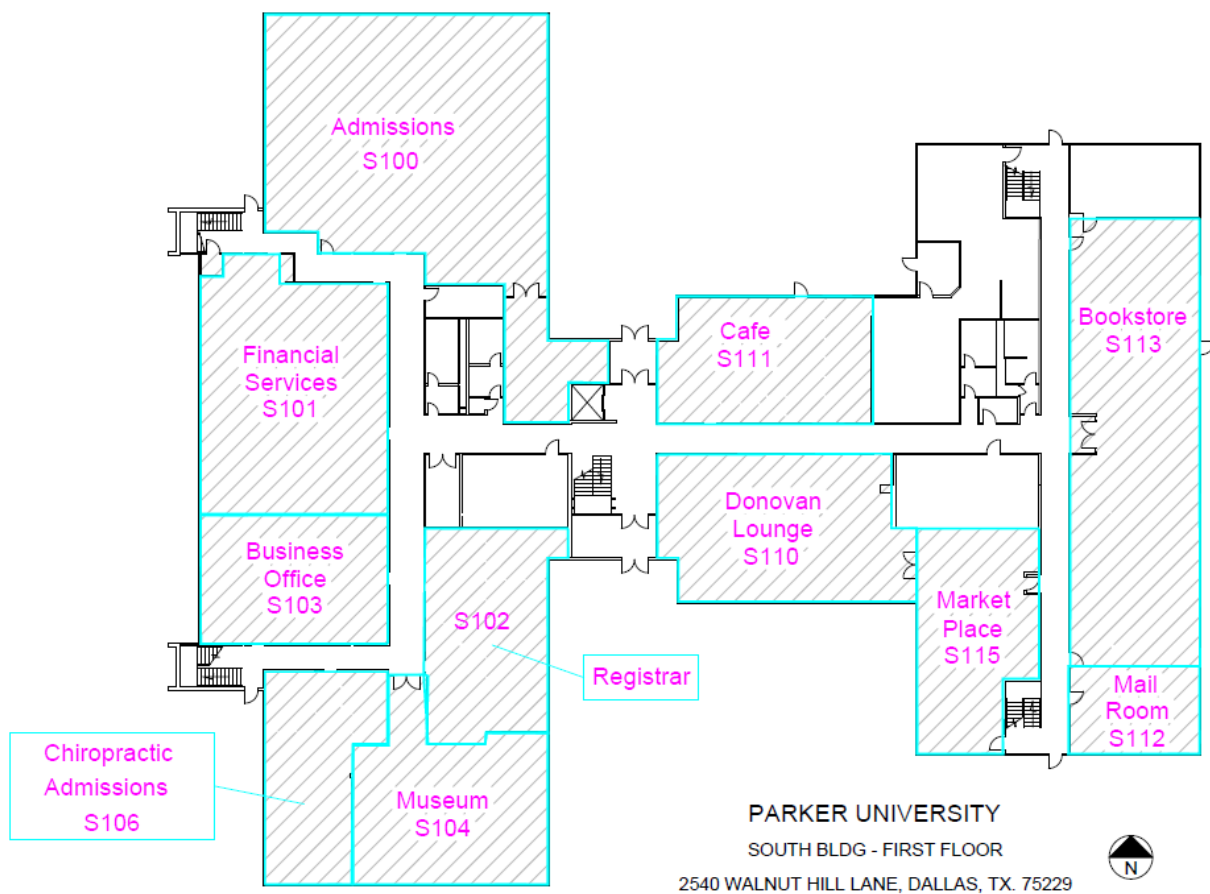 Admissions
S100
Cafe
S111
Bookstore
S113
Financial
Services
S101
Donovan
Lounge
S110
Business
Office
S103
Market
Place
S115
S102
Registrar
Mail
Room
S112
Chiropractic
Admissions
S106
Museum
S104
PARKER UNIVERSITY
SOUTH BLDG - FIRST FLOOR
2540 WALNUT HILL LANE, DALLAS, TX. 75229
N